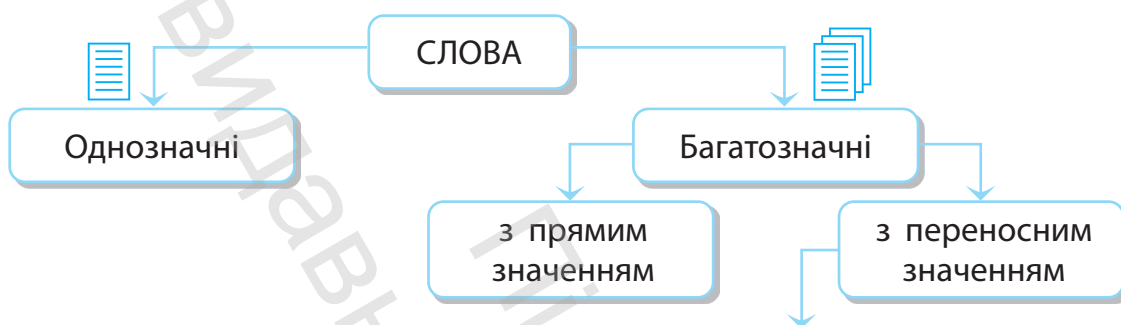 СЛОВА
Однозначні
Багатозначні
з прямим
значенням
з переносним
значенням